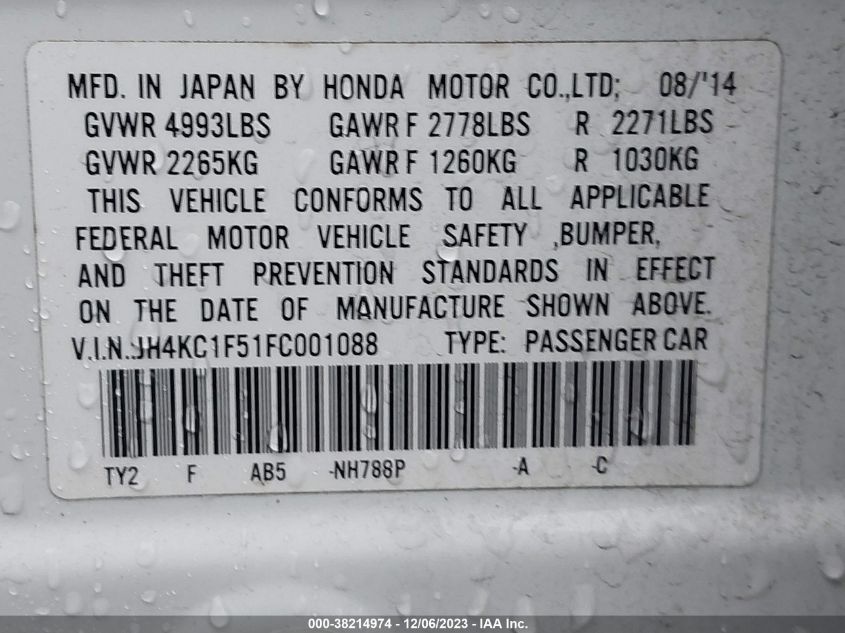 MFD. IN JAPAN BY HONDA MOTOR CO.,LTD; 08/'14
GVWR 4993LBS GAWR F 2778LBS R 2271LBS
GVWR 2265KG GAWR F 1260KG R 1030KG
THIS VEHICLE CONFORMS TO ALL APPLICABLE
FEDERAL MOTOR VEHICLE SAFETY ,BUMPER,
AND THEFT PREVENTION STANDARDS IN EFFECT
ON THE DATE OF MANUFACTURE SHOWN ABOVE.
V.I.N.:JH4KC1F51FC001088 TYPE: PASSENGER CAR
TY2 F AB5 -NH788P -A -C
000-38214974 - 12/06/2023 - IAA Inc.